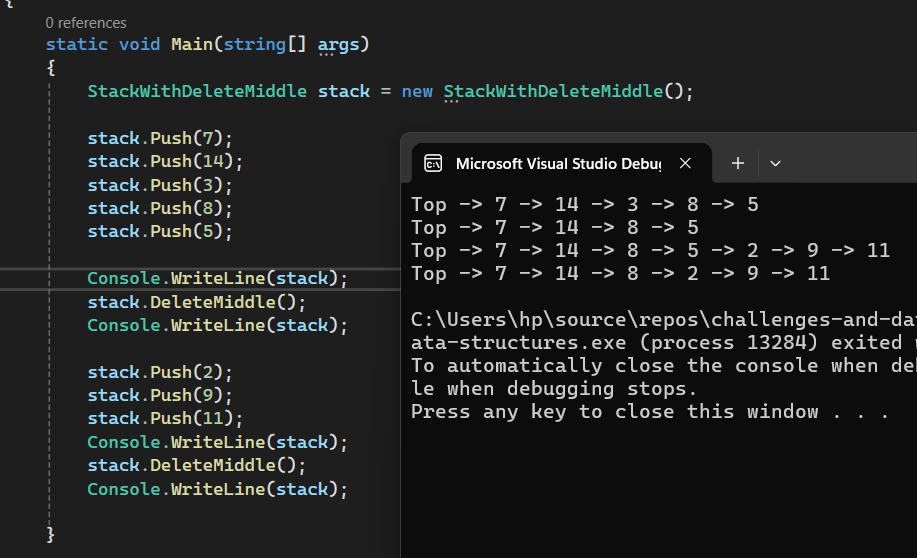 {
0 references
static void Main(string[] args)
{
StackWithDeleteMiddle stack = new StackWithDeleteMiddle();
stack.Push(7);
stack.Push(14);
stack.Push(3);
stack.Push(8);
stack.Push(5);
Console.WriteLine(stack);
stack.DeleteMiddle();
Console.WriteLine(stack);
stack.Push(2);
stack.Push(9);
stack.Push(11);
Console.WriteLine(stack);
stack.DeleteMiddle();
Console.WriteLine(stack);
}
Microsoft Visual Studio Debug
Top -> 7 -> 14 -> 3 -> 8 -> 5
Top -> 7 -> 14 -> 8 -> 5
Top -> 7 -> 14 -> 8 -> 5 -> 2 -> 9 -> 11
Top -> 7 -> 14 -> 8 -> 2 -> 9 -> 11
C:\Users\hp\source\repos\challenges-and-dat
ata-structures.exe (process 13284) exited
To automatically close the console when deb
le when debugging stops.
Press any key to close this window . . .